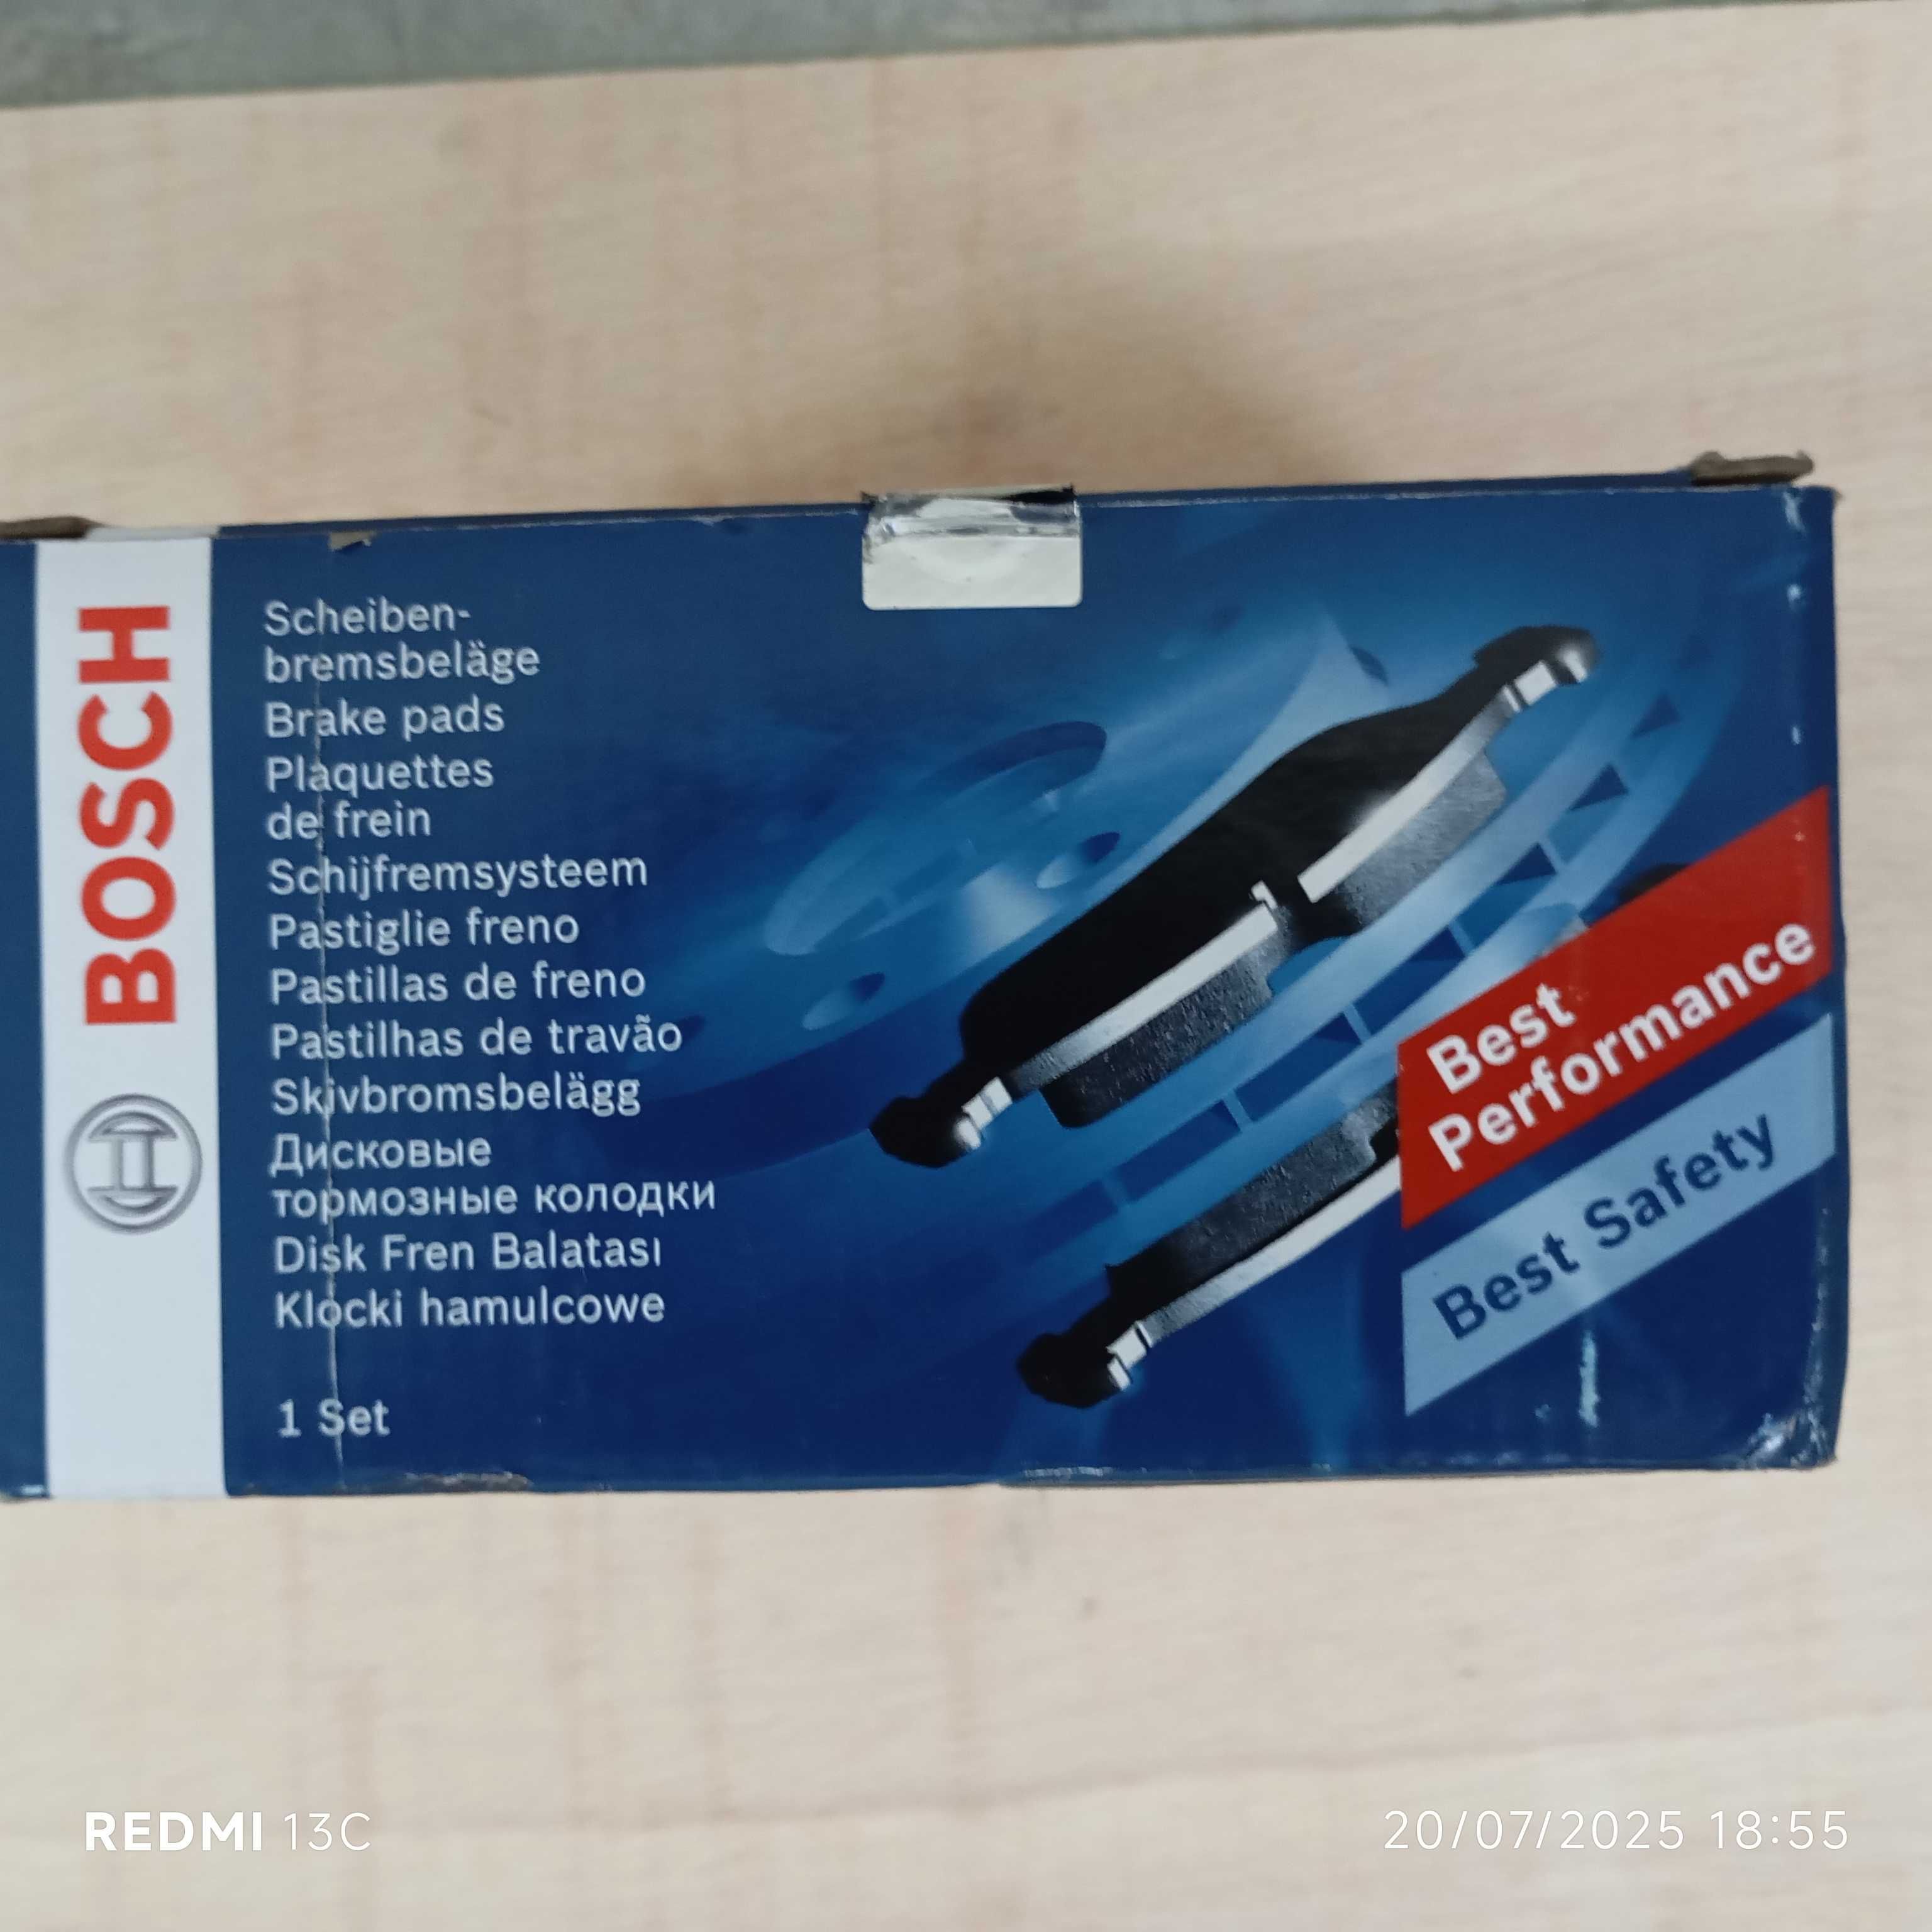 BOSCH
Scheiben-
bremsbeläge
Brake pads
Plaquettes
de frein
Schijfremsysteem
Pastiglie freno
Pastillas de freno
Pastilhas de travão
Skivbromsbelägg
Дисковые
тормозные колодки
Disk Fren Balatası
Klocki hamulcowe
1 Set
Best
Performance
Best Safety
REDMI 13C
20/07/2025 18:55